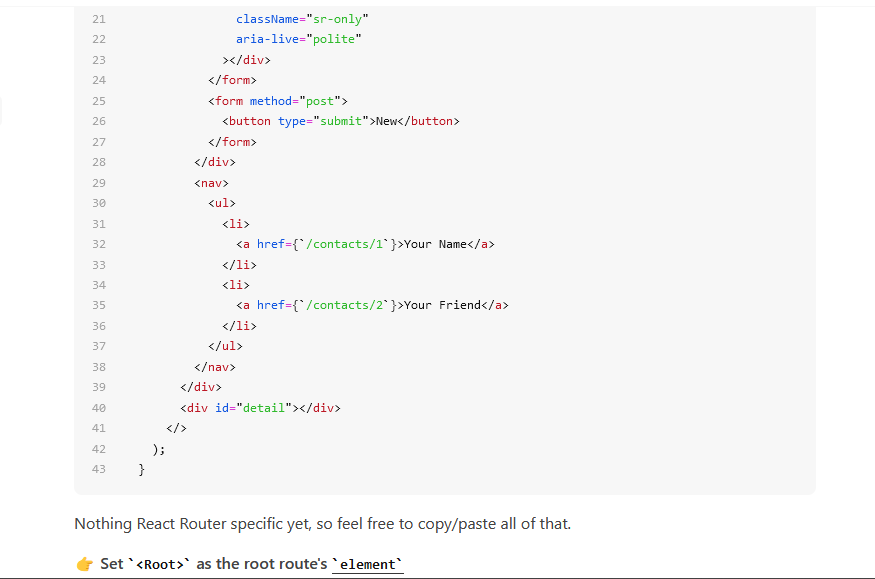 21 className="sr-only"
22 aria-live="polite"
23 ></div>
24 </form>
25 <form method="post">
26 <button type="submit">New</button>
27 </form>
28 </div>
29 <nav>
30 <ul>
31 <li>
32 <a href={`/contacts/1`}>Your Name</a>
33 </li>
34 <li>
35 <a href={`/contacts/2`}>Your Friend</a>
36 </li>
37 </ul>
38 </nav>
39 </div>
40 <div id="detail"></div>
41 </>
42 );
43 }
Nothing React Router specific yet, so feel free to copy/paste all of that.
👉 Set `<Root>` as the root route's `element`